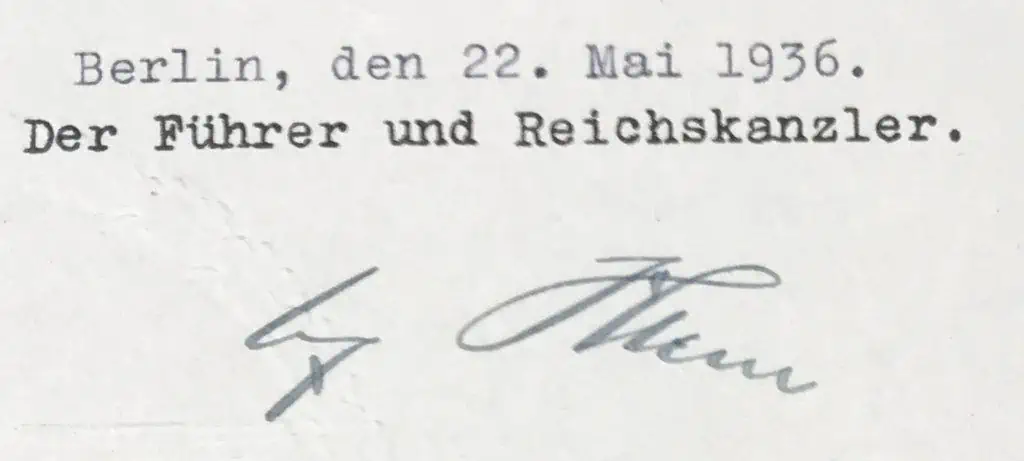 Berlin, den 22. Mai 1936.
Der Führer und Reichskanzler.